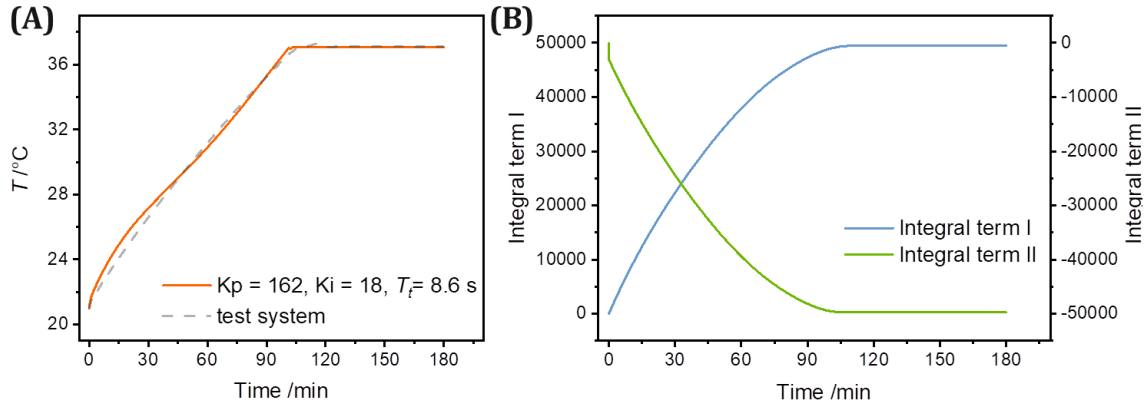 (A)
T /°C
36
32
28
24
20
Kp = 162, Ki = 18, Tt= 8.6 s
test system
0 30 60 90 120 150 180
Time /min
(B)
Integral term I
50000
40000
30000
20000
10000
0
Integral term I
Integral term II
0
-10000
-20000
-30000
-40000
-50000
Integral term II
0 30 60 90 120 150 180
Time /min